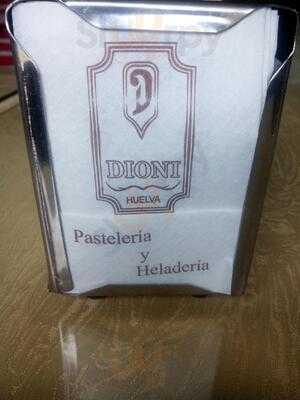 D
DIONI
HUELVA
Pastelería
y
Heladería